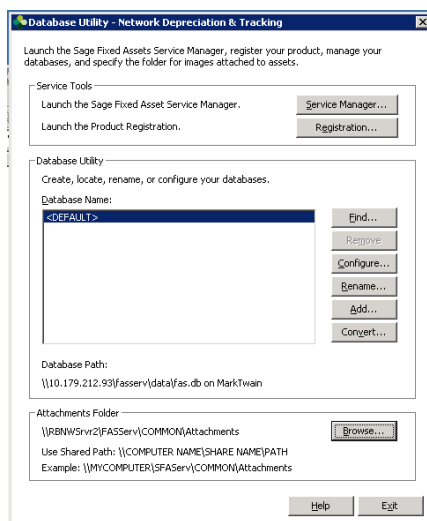 Database Utility - Network Depreciation & Tracking
Launch the Sage Fixed Assets Service Manager, register your product, manage your
databases, and specify the folder for images attached to assets.
Service Tools
Launch the Sage Fixed Asset Service Manager.
Service Manager...
Launch the Product Registration.
Registration...
Database Utility
Create, locate, rename, or configure your databases.
Database Name:
<DEFAULT>
Find...
Remove
Configure...
Rename...
Add...
Convert...
Database Path:
\\10.179.212.93\fasserv\data\fas.db on MarkTwain
Attachments Folder
\\RBNWSrvr2\FASServ\COMMON\Attachments
Browse...
Use Shared Path: \\COMPUTER NAME\SHARE NAME\PATH
Example: \\MYCOMPUTER\SFAServ\COMMON\Attachments
Help
Exit